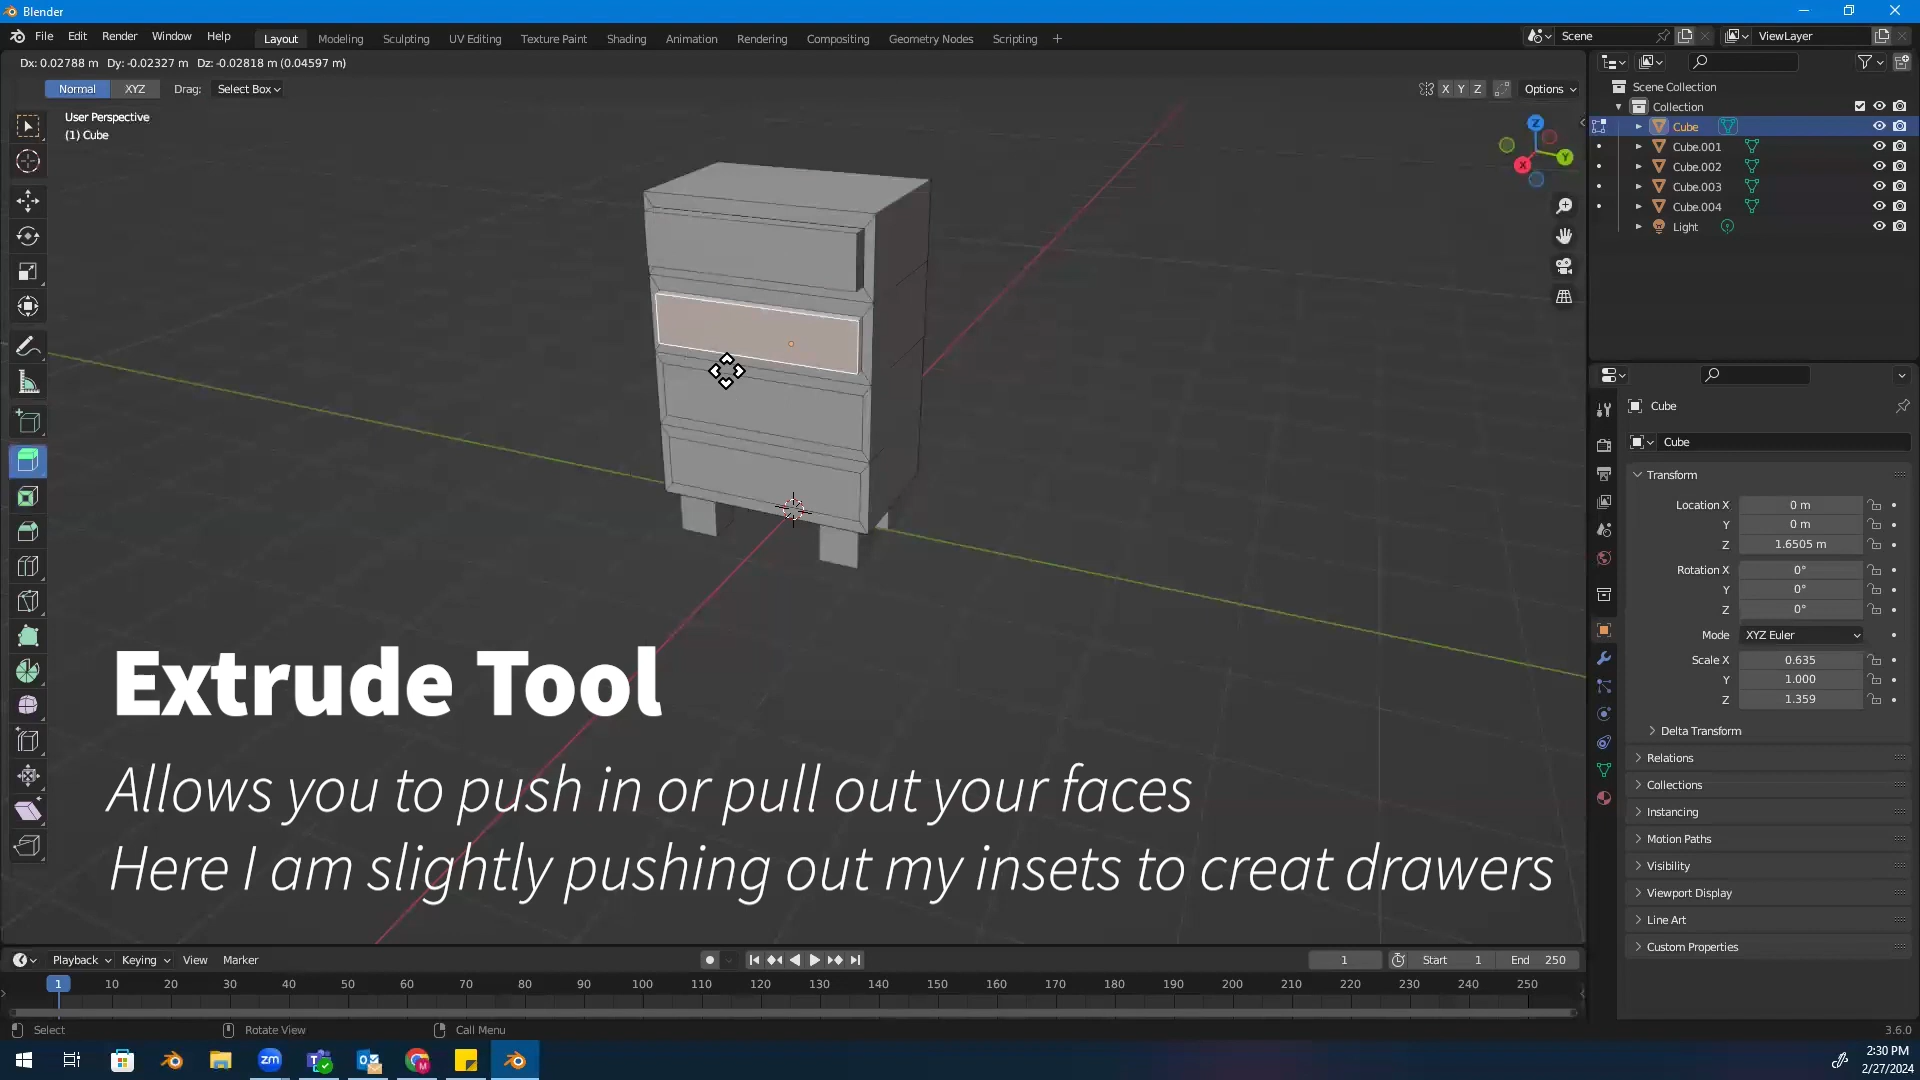 Blender
File Edit Render Window Help Layout Modeling Sculpting UV Editing Texture Paint Shading Animation Rendering Compositing Geometry Nodes Scripting + Scene ViewLayer
Dx: 0.02788 m Dy: -0.02327 m Dz: -0.02818 m (0.04597 m)
Normal XYZ Drag: Select Box X Y Z Options
User Perspective
(1) Cube
Z
Y
X
Scene Collection
Collection
Cube
Cube.001
Cube.002
Cube.003
Cube.004
Light
Cube
Cube
Transform
Location X 0 m
Y 0 m
Z 1.6505 m
Rotation X 0°
Y 0°
Z 0°
Mode XYZ Euler
Scale X 0.635
Y 1.000
Z 1.359
Delta Transform
Relations
Collections
Instancing
Motion Paths
Visibility
Viewport Display
Line Art
Custom Properties
Extrude Tool
Allows you to push in or pull out your faces
Here I am slightly pushing out my insets to creat drawers
Playback Keying View Marker 1 Start 1 End 250
1 10 20 30 40 50 60 70 80 90 100 110 120 130 140 150 160 170 180 190 200 210 220 230 240 250
Select Rotate View Call Menu 3.6.0
zm
2:30 PM
2/27/2024